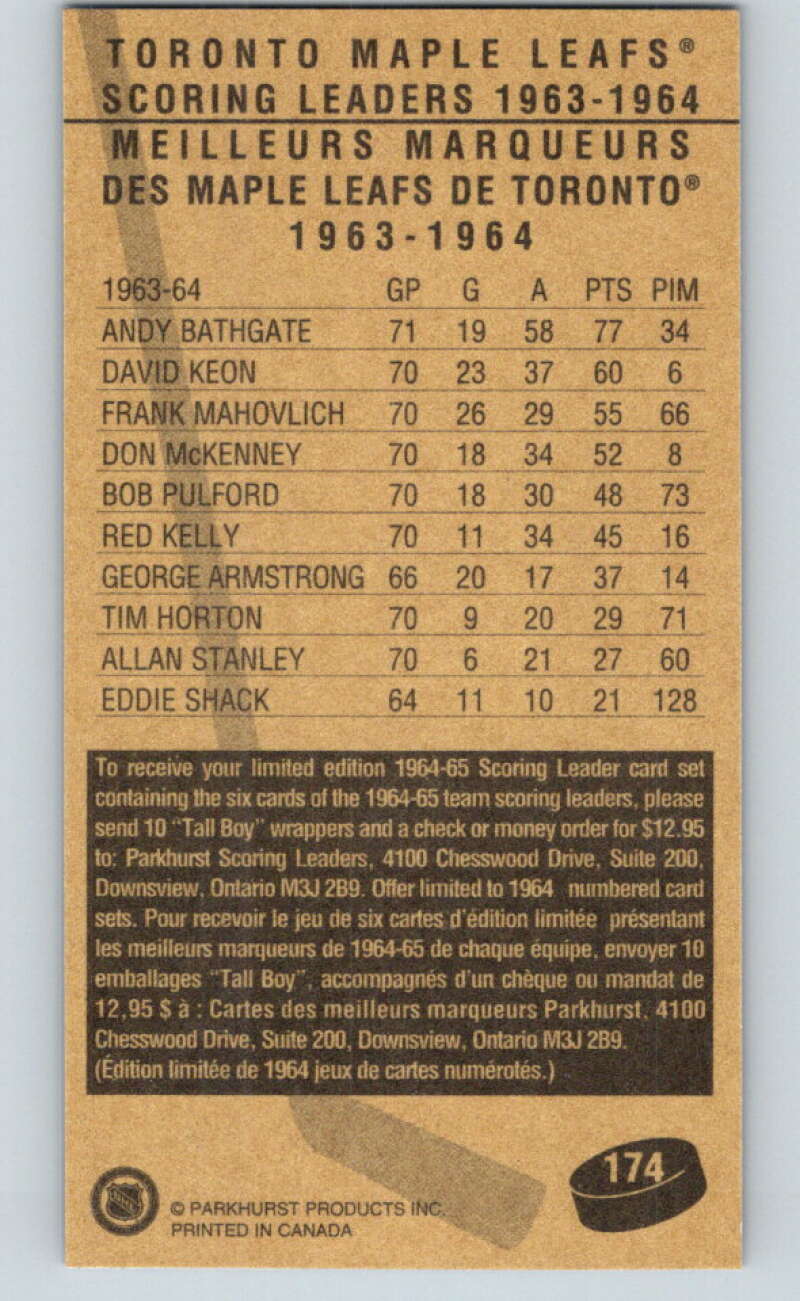 TORONTO MAPLE LEAFS®
SCORING LEADERS 1963-1964
MEILLEURS MARQUEURS
DES MAPLE LEAFS DE TORONTO®
1963-1964
1963-64 GP G A PTS PIM
ANDY BATHGATE 71 19 58 77 34
DAVID KEON 70 23 37 60 6
FRANK MAHOVLICH 70 26 29 55 66
DON McKENNEY 70 18 34 52 8
BOB PULFORD 70 18 30 48 73
RED KELLY 70 11 34 45 16
GEORGE ARMSTRONG 66 20 17 37 14
TIM HORTON 70 9 20 29 71
ALLAN STANLEY 70 6 21 27 60
EDDIE SHACK 64 11 10 21 128
To receive your limited edition 1964-65 Scoring Leader card set
containing the six cards of the 1964-65 team scoring leaders, please
send 10 "Tall Boy" wrappers and a check or money order for $12.95
to: Parkhurst Scoring Leaders, 4100 Chesswood Drive, Suite 200,
Downsview, Ontario M3J 2B9. Offer limited to 1964 numbered card
sets. Pour recevoir le jeu de six cartes d'édition limitée présentant
les meilleurs marqueurs de 1964-65 de chaque équipe, envoyer 10
emballages "Tall Boy", accompagnés d'un chèque ou mandat de
12,95 $ à : Cartes des meilleurs marqueurs Parkhurst, 4100
Chesswood Drive, Suite 200, Downsview, Ontario M3J 2B9.
(Édition limitée de 1964 jeux de cartes numérotés.)
174
© PARKHURST PRODUCTS INC.
PRINTED IN CANADA